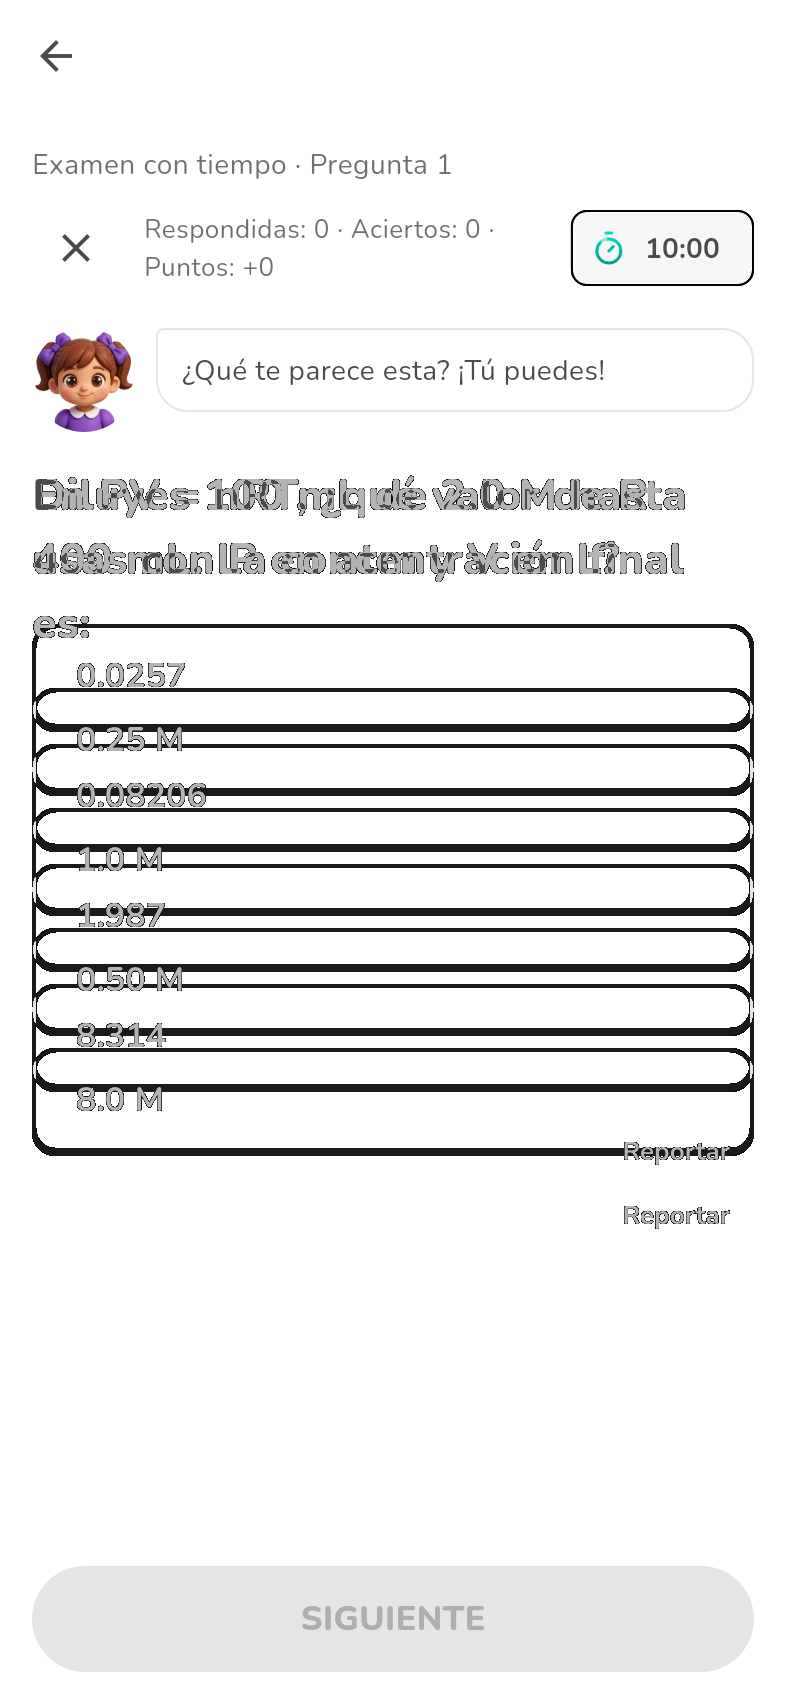 Examen con tiempo · Pregunta 1
Respondidas: 0 · Aciertos: 0 ·
Puntos: +0
10:00
¿Qué te parece esta? ¡Tú puedes!
es:
0.0257
0.25 M
0.08206
1.0 M
1.987
0.50 M
8.314
8.0 M
Reportar
Reportar
SIGUIENTE